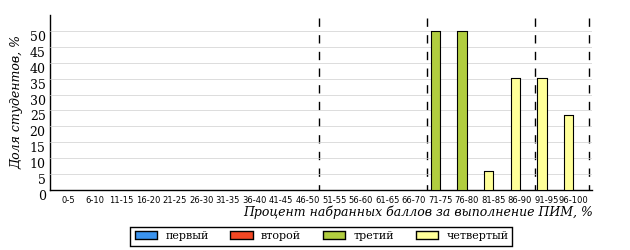 Доля студентов, %
50
45
40
35
30
25
20
15
10
5
0
0-5 6-10 11-15 16-20 21-25 26-30 31-35 36-40 41-45 46-50 51-55 56-60 61-65 66-70 71-75 76-80 81-85 86-90 91-95 96-100
Процент набранных баллов за выполнение ПИМ, %
первый второй третий четвертый